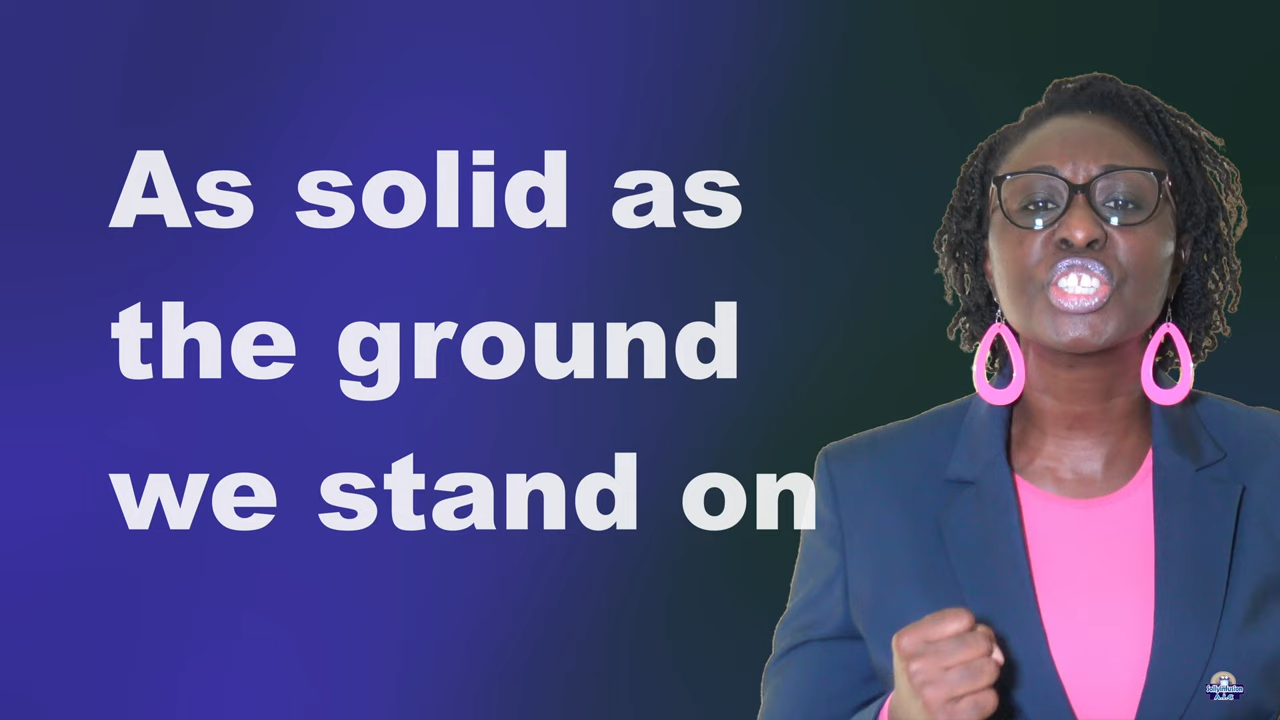 As solid as
the ground
we stand on